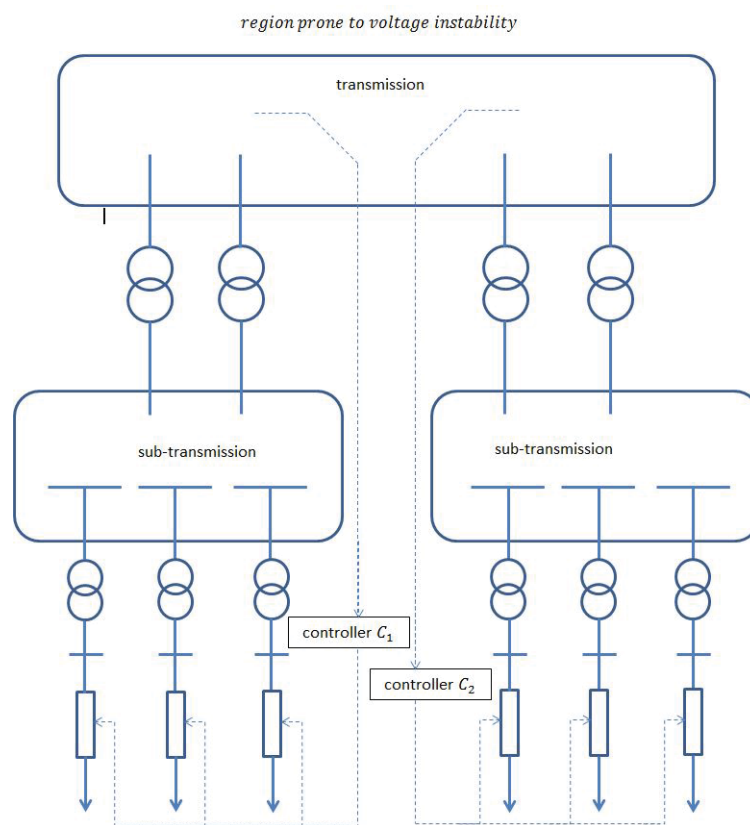 region prone to voltage instability
transmission
sub-transmission
sub-transmission
controller C₁
controller C₂